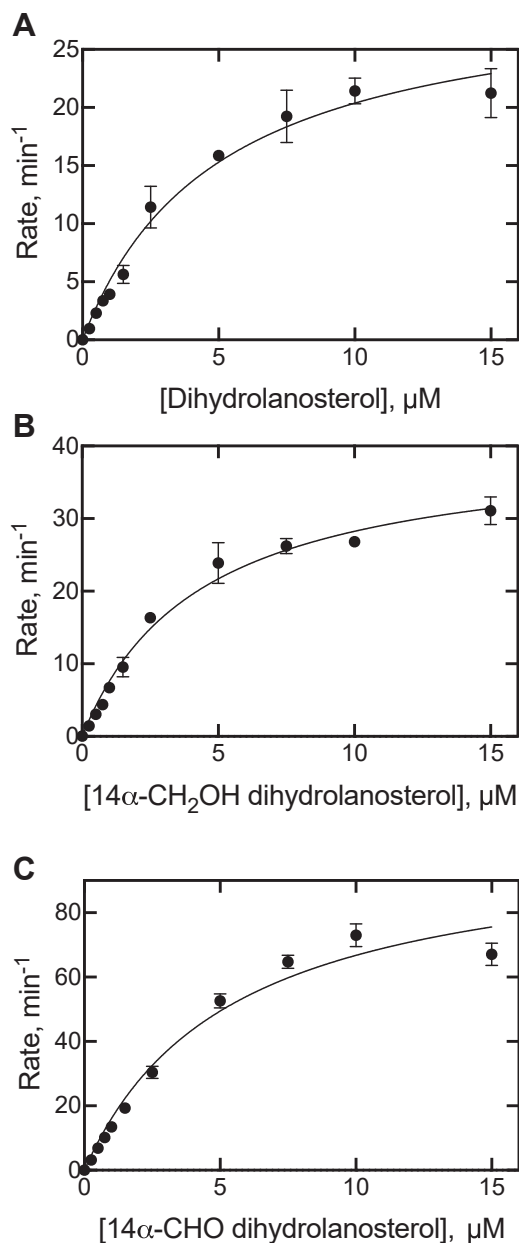 A
Rate, min⁻¹
25
20
15
10
5
0
0 5 10 15
[Dihydrolanosterol], μM
B
Rate, min⁻¹
40
30
20
10
0
0 5 10 15
[14α-CH₂OH dihydrolanosterol], μM
C
Rate, min⁻¹
80
60
40
20
0
0 5 10 15
[14α-CHO dihydrolanosterol], μM